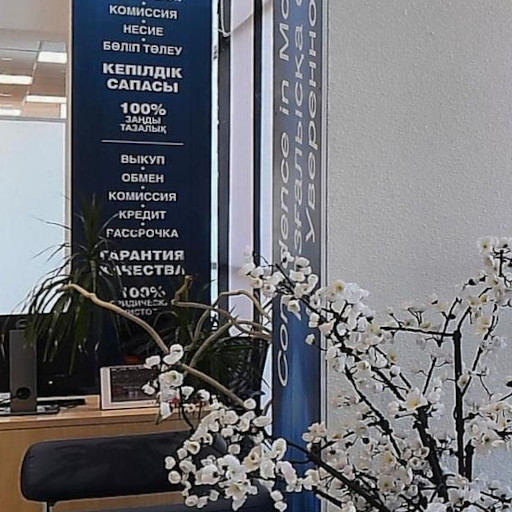 КОМИССИЯ
НЕСИЕ
БӨЛІП ТӨЛЕУ
КЕПІЛДІК
САПАСЫ
100%
ЗАҢДЫ
ТАЗАЛЫҚ
ВЫКУП
ОБМЕН
КОМИССИЯ
КРЕДИТ
РАССРОЧКА
ГАРАНТИЯ
КАЧЕСТВА
100%
Confidence in Mo